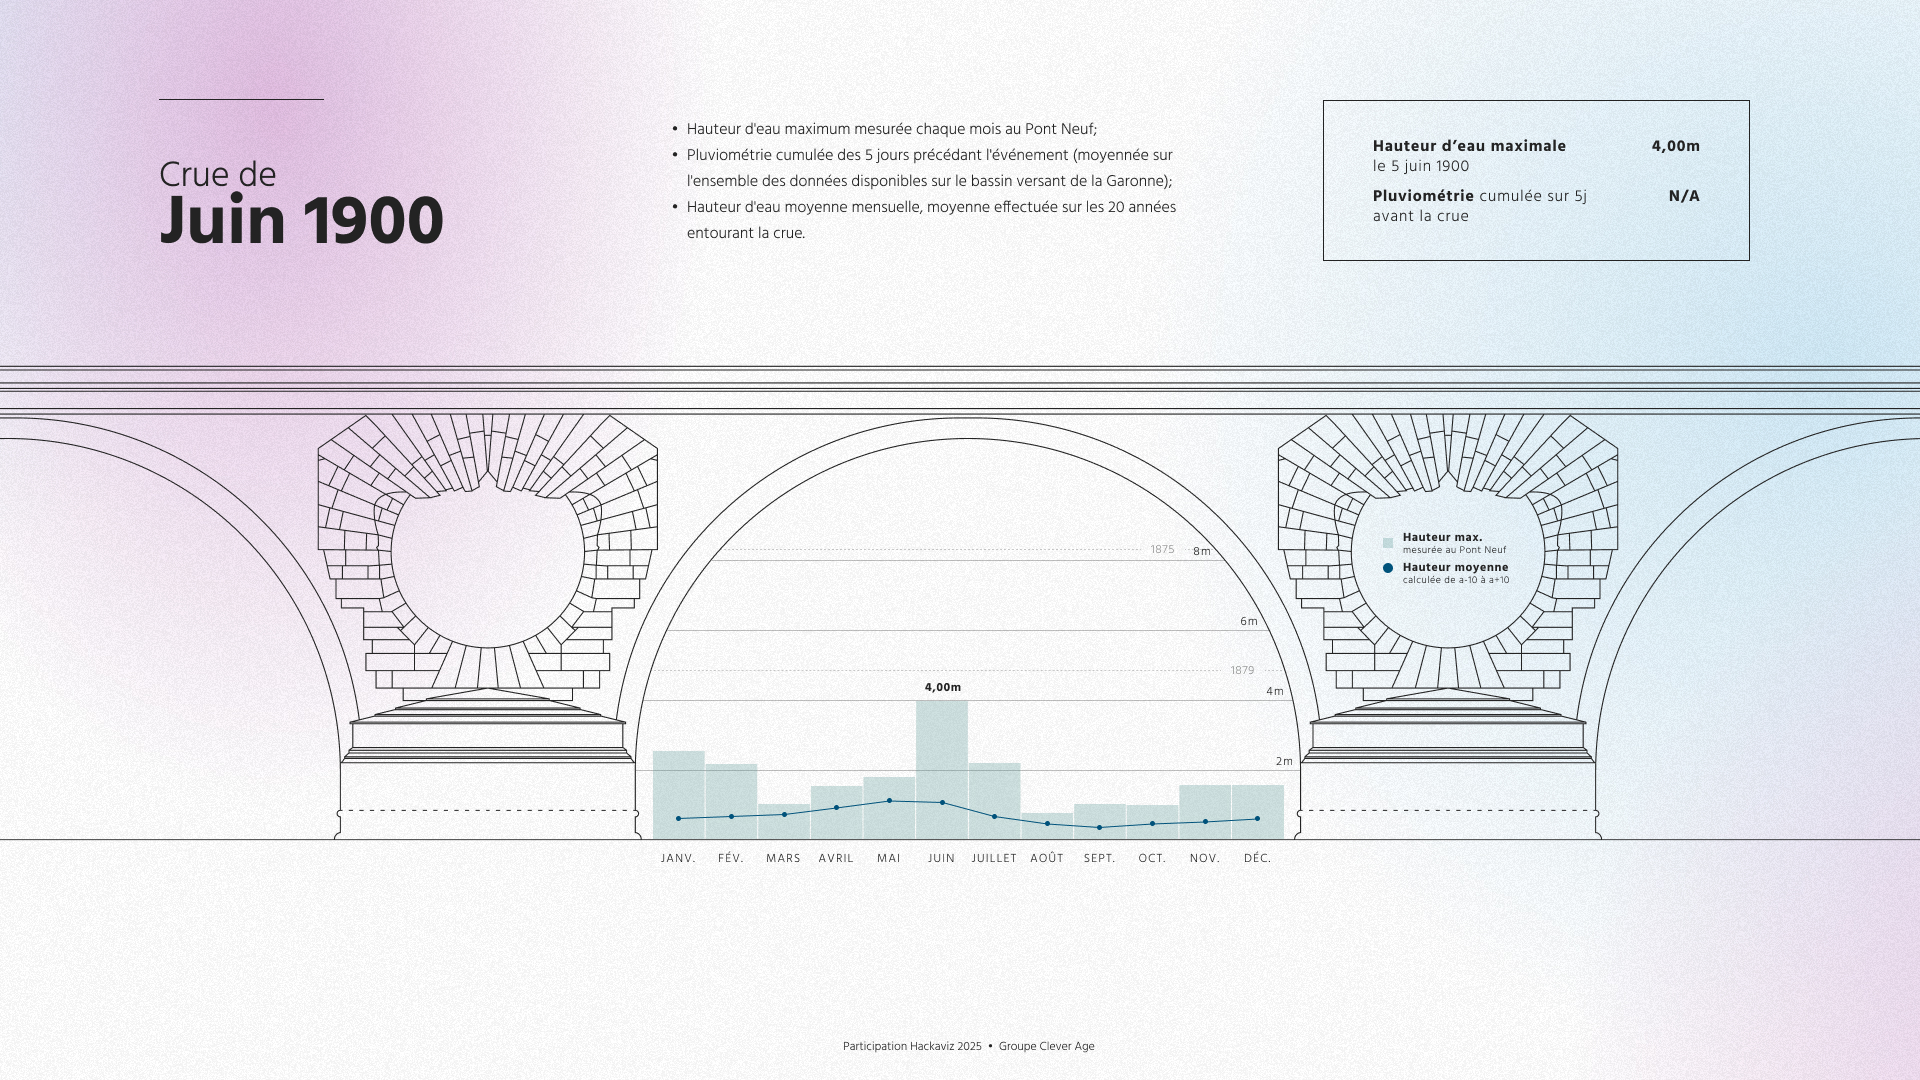 Crue de
Juin 1900
• Hauteur d'eau maximum mesurée chaque mois au Pont Neuf;
• Pluviométrie cumulée des 5 jours précédant l'événement (moyennée sur
l'ensemble des données disponibles sur le bassin versant de la Garonne);
• Hauteur d'eau moyenne mensuelle, moyenne effectuée sur les 20 années
entourant la crue.
Hauteur d’eau maximale 4,00m
le 5 juin 1900
Pluviométrie cumulée sur 5j N/A
avant la crue
Hauteur max.
mesurée au Pont Neuf
Hauteur moyenne
calculée de a-10 à a+10
1875 8m
6m
1879
4,00m
4m
2m
JANV. FÉV. MARS AVRIL MAI JUIN JUILLET AOÛT SEPT. OCT. NOV. DÉC.
Participation Hackaviz 2025 • Groupe Clever Age